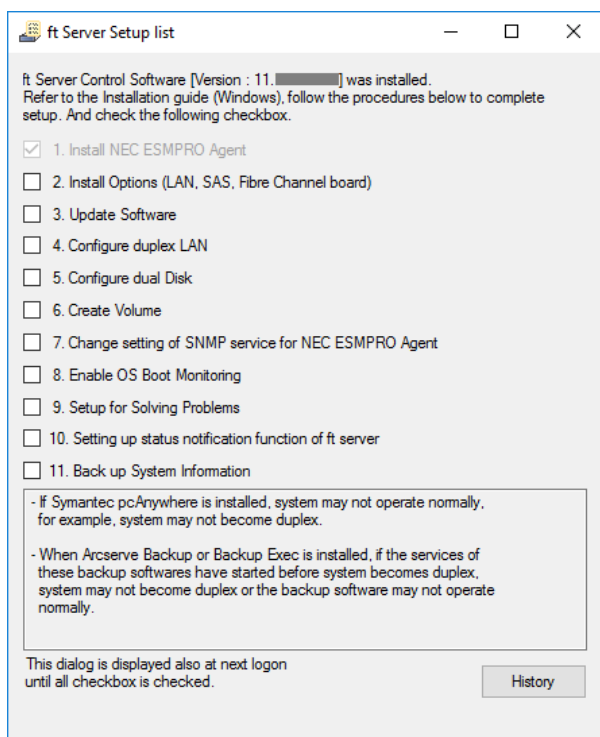 ft Server Setup list
ft Server Control Software [Version : 11. ] was installed.
Refer to the Installation guide (Windows), follow the procedures below to complete
setup. And check the following checkbox.
1. Install NEC ESMPRO Agent
2. Install Options (LAN, SAS, Fibre Channel board)
3. Update Software
4. Configure duplex LAN
5. Configure dual Disk
6. Create Volume
7. Change setting of SNMP service for NEC ESMPRO Agent
8. Enable OS Boot Monitoring
9. Setup for Solving Problems
10. Setting up status notification function of ft server
11. Back up System Information
- If Symantec pcAnywhere is installed, system may not operate normally,
for example, system may not become duplex.
- When Arcserve Backup or Backup Exec is installed, if the services of
these backup softwares have started before system becomes duplex,
system may not become duplex or the backup software may not operate
normally.
This dialog is displayed also at next logon
until all checkbox is checked.
History